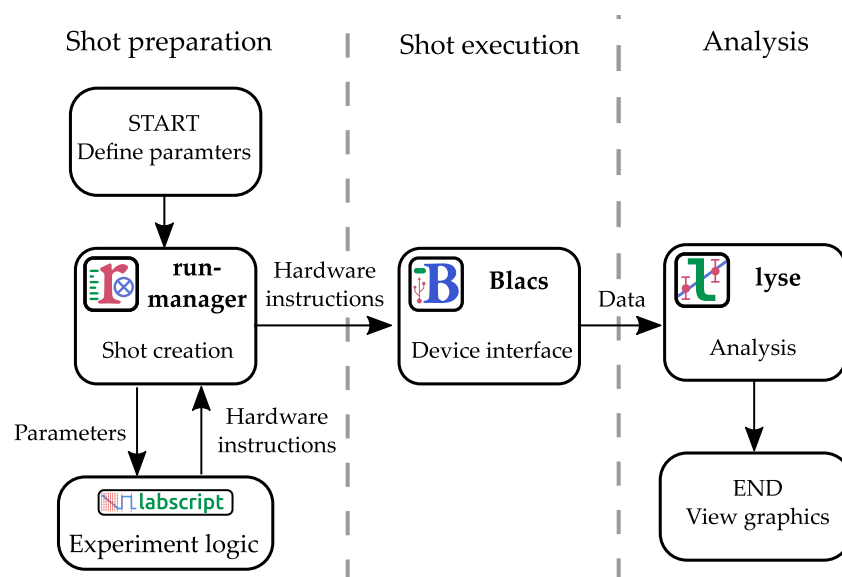 Shot preparation
Shot execution
Analysis
START
Define paramters
run-
manager
Shot creation
Hardware
instructions
Blacs
Device interface
Data
lyse
Analysis
Parameters
Hardware
instructions
labscript
Experiment logic
END
View graphics